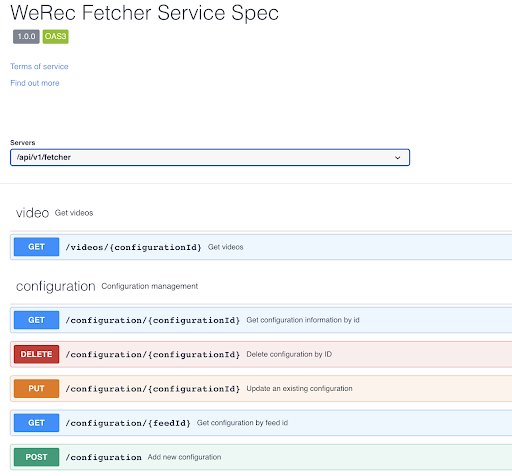 WeRec Fetcher Service Spec
1.0.0 OAS3
Terms of service
Find out more
Servers
/api/v1/fetcher
video Get videos
GET /videos/{configurationId} Get videos
configuration Configuration management
GET /configuration/{configurationId} Get configuration information by id
DELETE /configuration/{configurationId} Delete configuration by ID
PUT /configuration/{configurationId} Update an existing configuration
GET /configuration/{feedId} Get configuration by feed id
POST /configuration Add new configuration